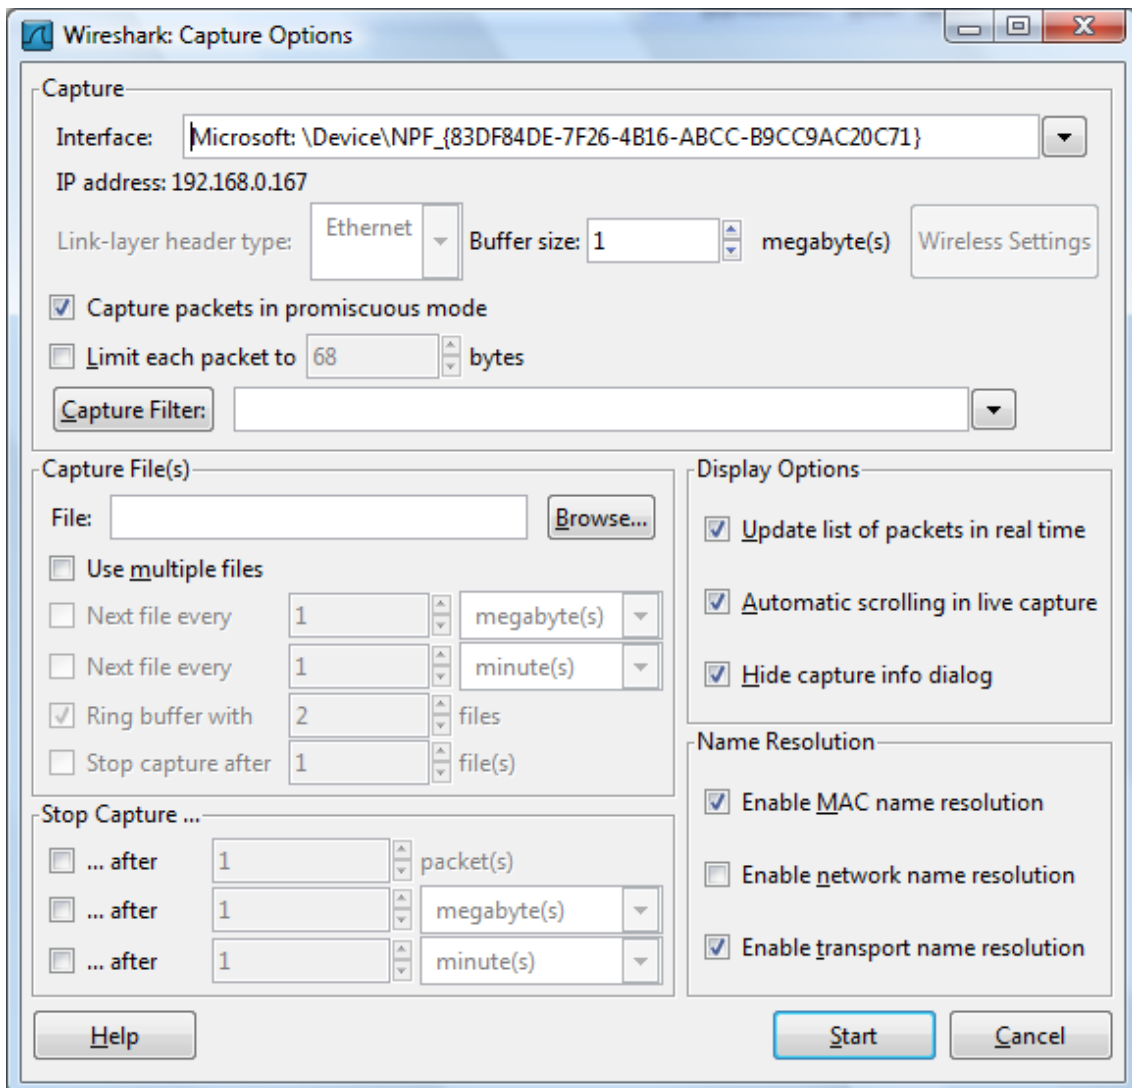 Wireshark: Capture Options
Capture
Interface: Microsoft: \Device\NPF_{83DF84DE-7F26-4B16-ABCC-B9CC9AC20C71}
IP address: 192.168.0.167
Link-layer header type: Ethernet Buffer size: 1 megabyte(s) Wireless Settings
Capture packets in promiscuous mode
Limit each packet to 68 bytes
Capture Filter:
Capture File(s)
File: Browse...
Use multiple files
Next file every 1 megabyte(s)
Next file every 1 minute(s)
Ring buffer with 2 files
Stop capture after 1 file(s)
Stop Capture ...
... after 1 packet(s)
... after 1 megabyte(s)
... after 1 minute(s)
Display Options
Update list of packets in real time
Automatic scrolling in live capture
Hide capture info dialog
Name Resolution
Enable MAC name resolution
Enable network name resolution
Enable transport name resolution
Help Start Cancel